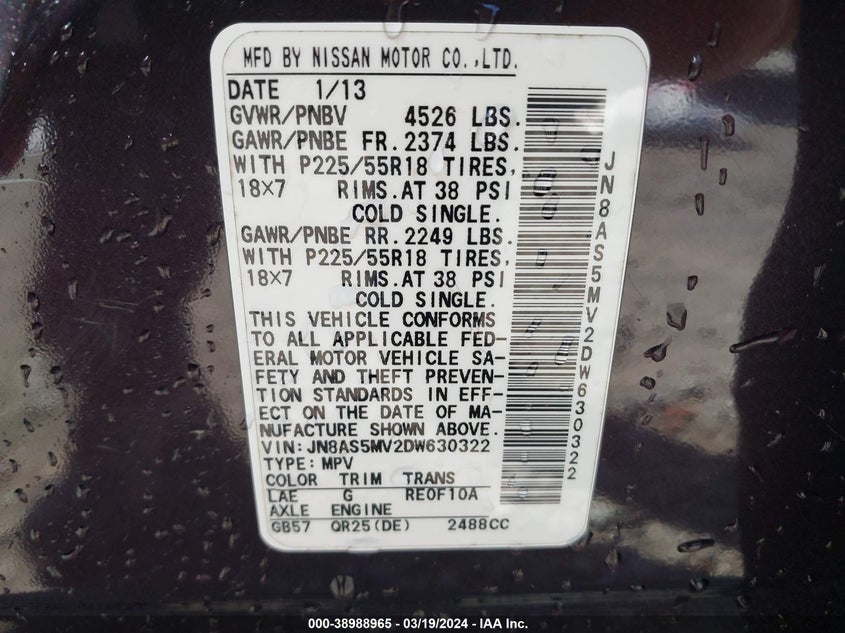 MFD BY NISSAN MOTOR CO.,LTD.
DATE 1/13
GVWR/PNBV 4526 LBS.
GAWR/PNBE FR. 2374 LBS.
WITH P225/55R18 TIRES,
18×7 RIMS.AT 38 PSI
COLD SINGLE.
GAWR/PNBE RR. 2249 LBS.
WITH P225/55R18 TIRES,
18×7 RIMS.AT 38 PSI
COLD SINGLE.
THIS VEHICLE CONFORMS
TO ALL APPLICABLE FED-
ERAL MOTOR VEHICLE SA-
FETY AND THEFT PREVEN-
TION STANDARDS IN EFF-
ECT ON THE DATE OF MA-
NUFACTURE SHOWN ABOVE.
VIN:JN8AS5MV2DW630322
TYPE:MPV
COLOR TRIM TRANS
LAE G RE0F10A
AXLE ENGINE
GB57 QR25(DE) 2488CC
JN8AS5MV2DW630322
000-38988965 - 03/19/2024 - IAA Inc.